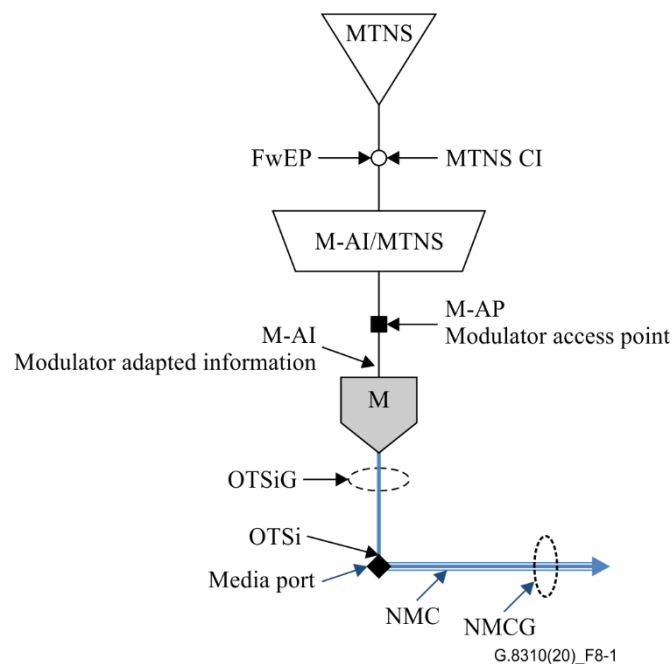 MTNS
FwEP
MTNS CI
M-AI/MTNS
M-AP
Modulator access point
M-AI
Modulator adapted information
M
OTSiG
OTSi
Media port
NMC
NMCG
G.8310(20)_F8-1